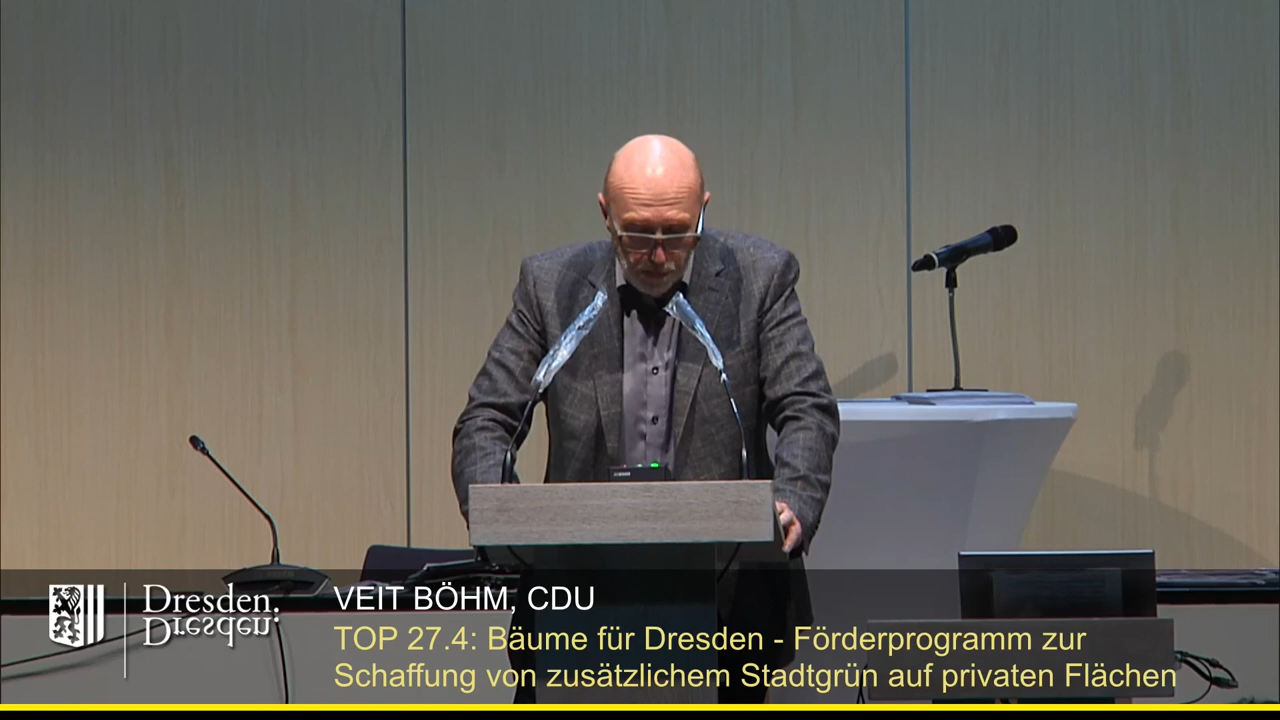 Dresden.
Dresden.
VEIT BÖHM, CDU
TOP 27.4: Bäume für Dresden - Förderprogramm zur
Schaffung von zusätzlichem Stadtgrün auf privaten Flächen